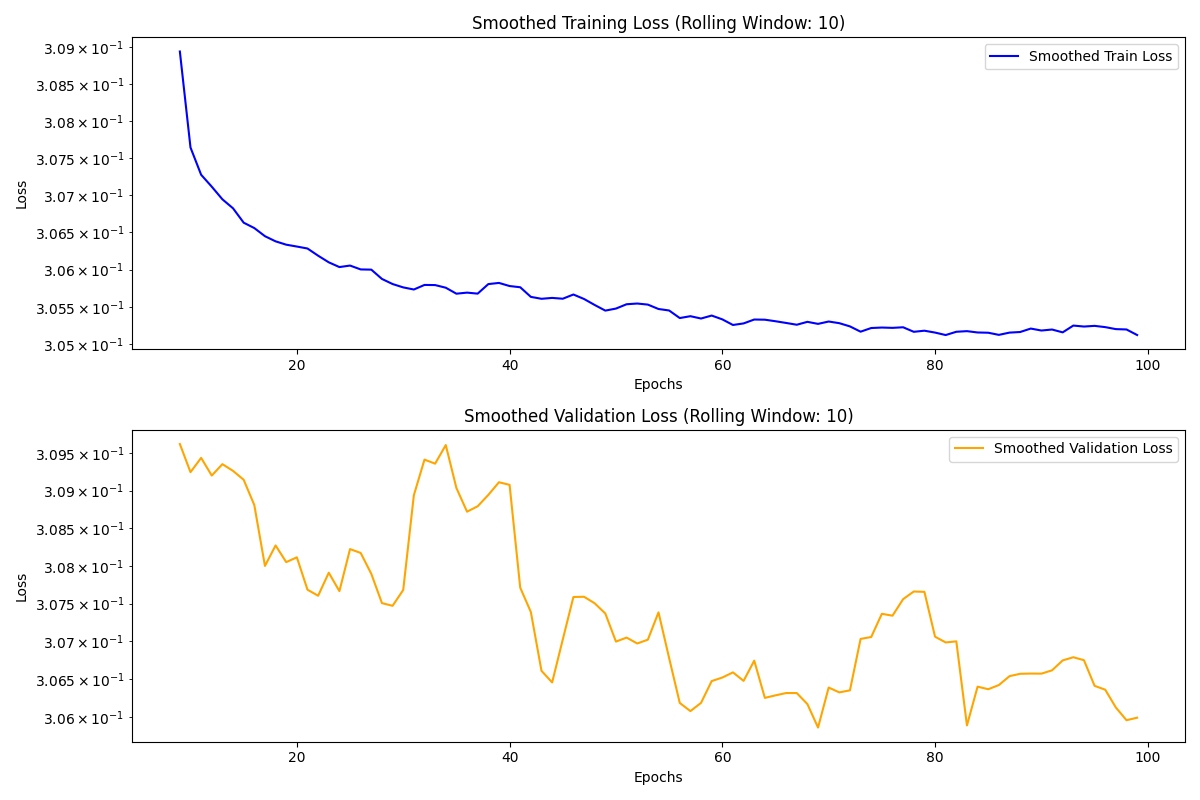 Smoothed Training Loss (Rolling Window: 10)
3.09 × 10⁻¹
3.085 × 10⁻¹
3.08 × 10⁻¹
3.075 × 10⁻¹
3.07 × 10⁻¹
3.065 × 10⁻¹
3.06 × 10⁻¹
3.055 × 10⁻¹
3.05 × 10⁻¹
Loss
Smoothed Train Loss
20 40 60 80 100
Epochs
Smoothed Validation Loss (Rolling Window: 10)
3.095 × 10⁻¹
3.09 × 10⁻¹
3.085 × 10⁻¹
3.08 × 10⁻¹
3.075 × 10⁻¹
3.07 × 10⁻¹
3.065 × 10⁻¹
3.06 × 10⁻¹
Loss
Smoothed Validation Loss
20 40 60 80 100
Epochs